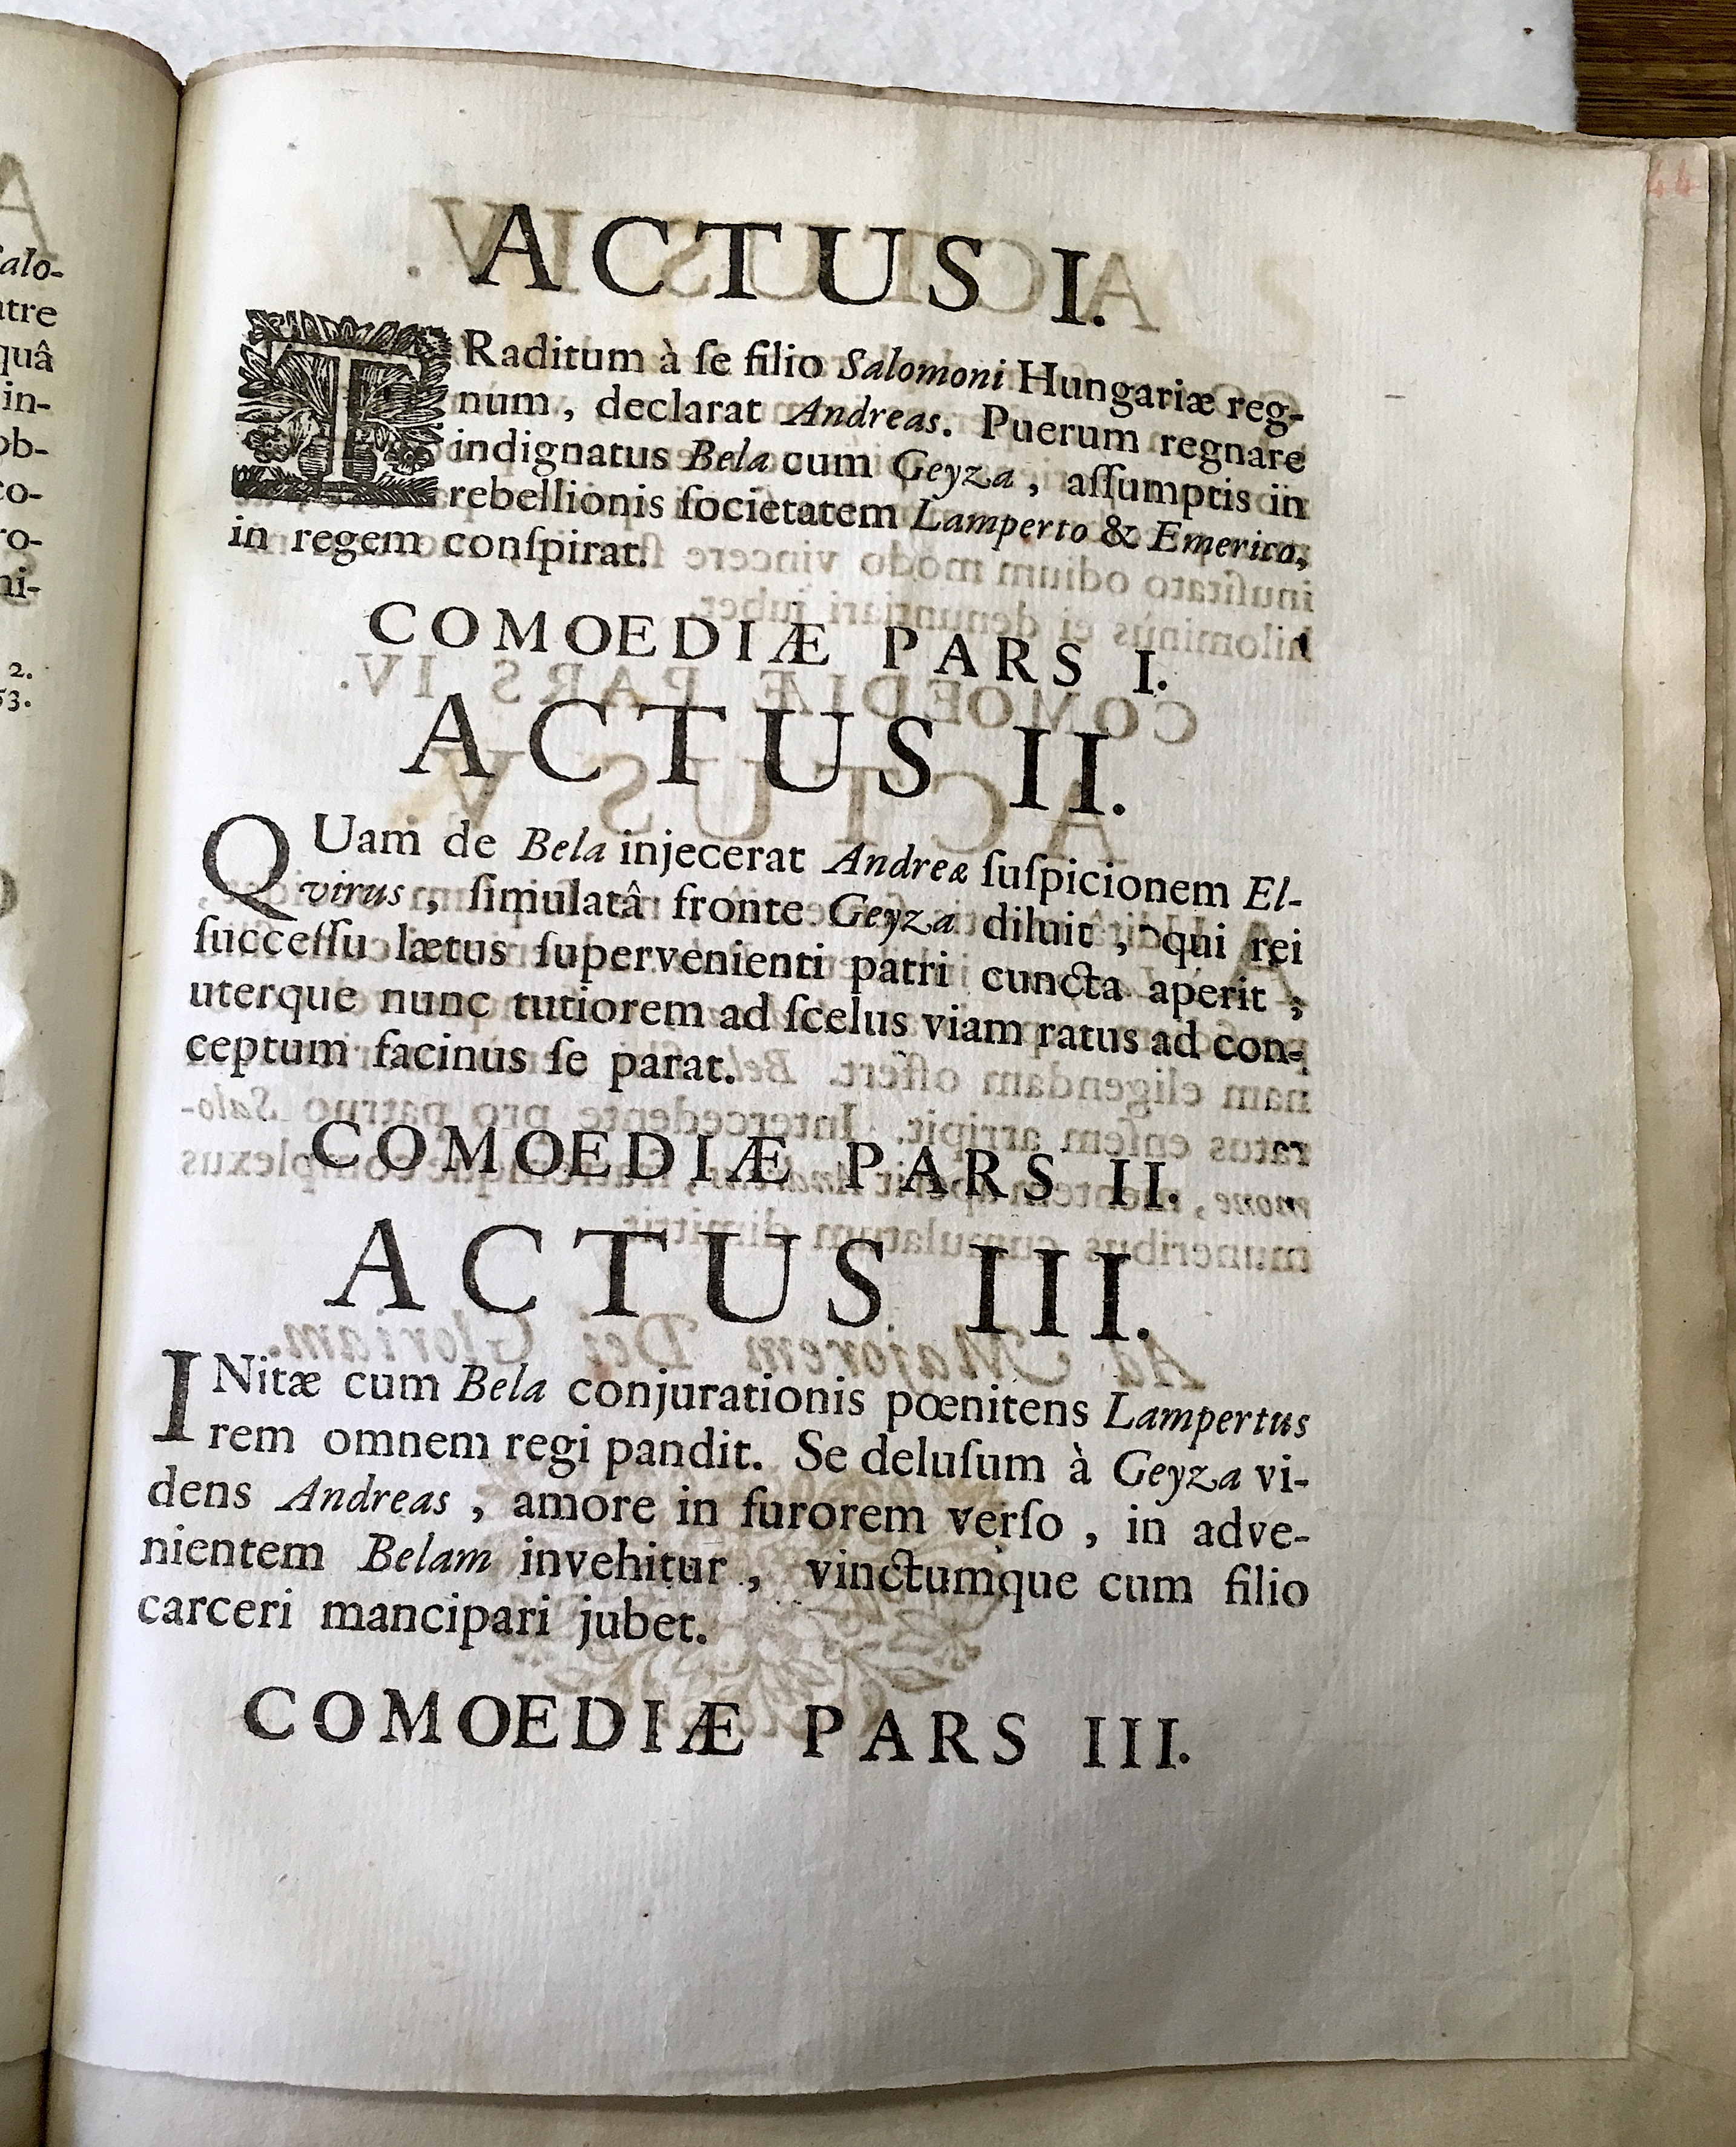 ACTUS I.
TRaditum à ſe filio Salomoni Hungariæ reg-
num, declarat Andreas. Puerum regnare
indignatus Bela cum Geyza, aſſumptis in
rebellionis ſocietatem Lamperto & Emerico,
in regem conſpirat.
COMOEDIÆ PARS I.
ACTUS II.
QUam de Bela injecerat Andreæ ſuſpicionem El-
virus, ſimulatâ fronte Geyza diluit, qui rei
ſucceſſu lætus ſupervenienti patri cuncta aperit,
uterque nunc tutiorem ad ſcelus viam ratus ad con-
ceptum facinus ſe parat.
COMOEDIÆ PARS II.
ACTUS III.
INitæ cum Bela conjurationis pœnitens Lampertus
rem omnem regi pandit. Se deluſum à Geyza vi-
dens Andreas, amore in furorem verſo, in adve-
nientem Belam invehitur, vinctumque cum filio
carceri mancipari jubet.
COMOEDIÆ PARS III.
44